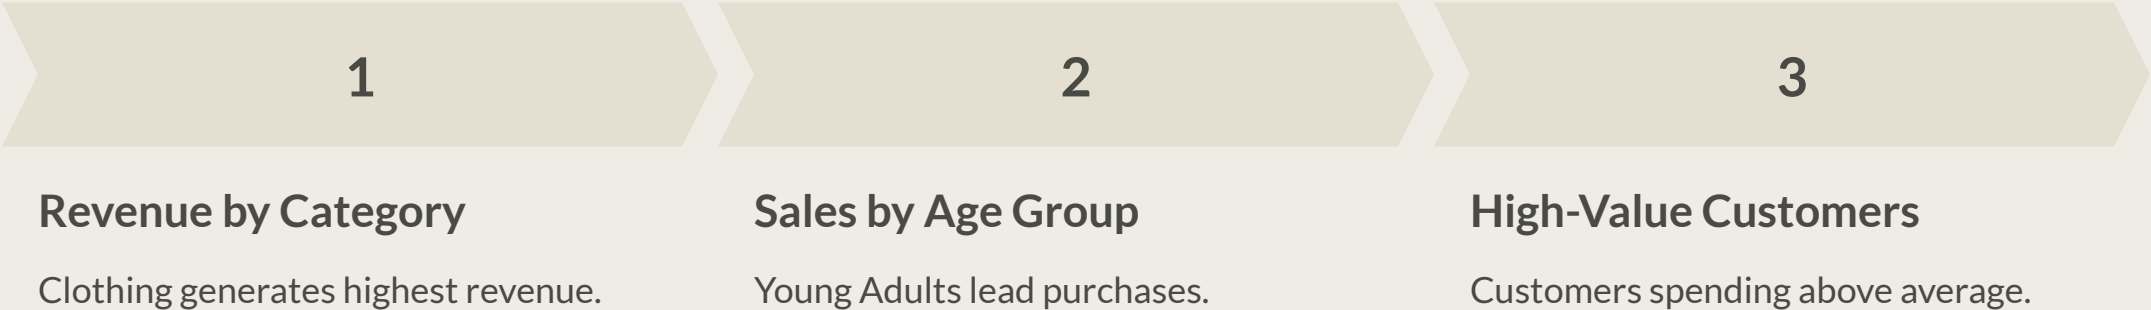 1
2
3
Revenue by Category
Clothing generates highest revenue.
Sales by Age Group
Young Adults lead purchases.
High-Value Customers
Customers spending above average.